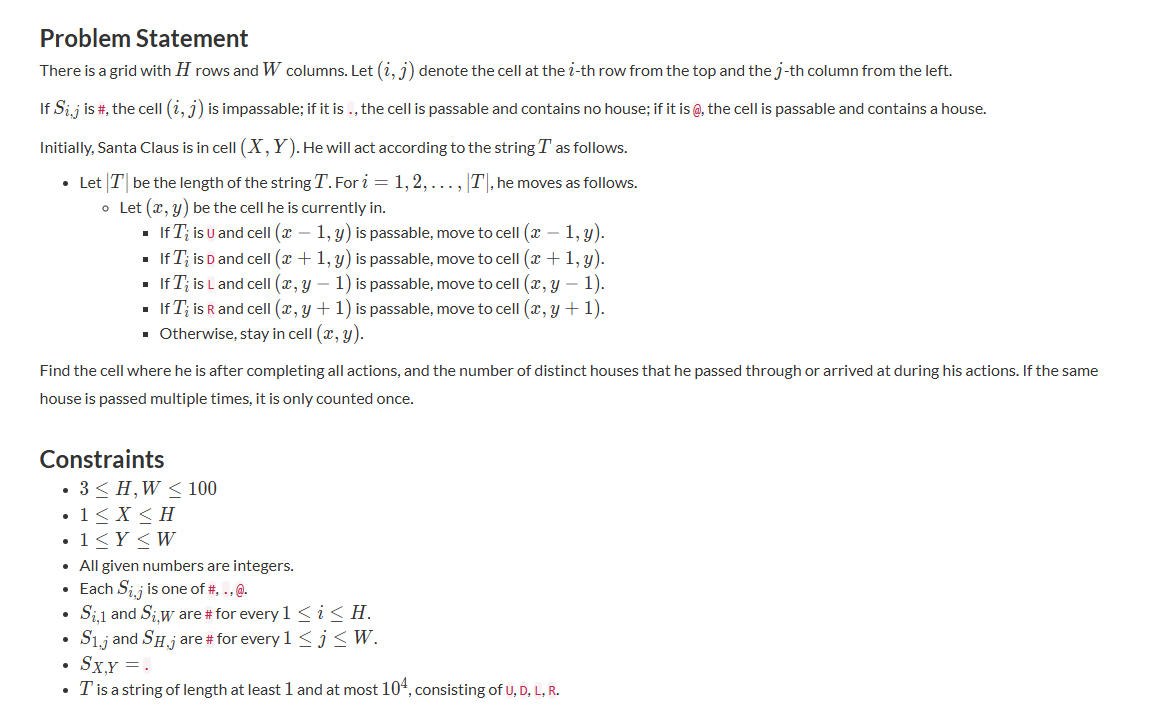 Problem Statement
There is a grid with H rows and W columns. Let (i, j) denote the cell at the i-th row from the top and the j-th column from the left.
If S_{i,j} is #, the cell (i, j) is impassable; if it is ., the cell is passable and contains no house; if it is @, the cell is passable and contains a house.
Initially, Santa Claus is in cell (X, Y). He will act according to the string T as follows.
• Let |T| be the length of the string T. For i = 1, 2, …, |T|, he moves as follows.
◦ Let (x, y) be the cell he is currently in.
▪ If T_i is U and cell (x − 1, y) is passable, move to cell (x − 1, y).
▪ If T_i is D and cell (x + 1, y) is passable, move to cell (x + 1, y).
▪ If T_i is L and cell (x, y − 1) is passable, move to cell (x, y − 1).
▪ If T_i is R and cell (x, y + 1) is passable, move to cell (x, y + 1).
▪ Otherwise, stay in cell (x, y).
Find the cell where he is after completing all actions, and the number of distinct houses that he passed through or arrived at during his actions. If the same
house is passed multiple times, it is only counted once.
Constraints
• 3 ≤ H, W ≤ 100
• 1 ≤ X ≤ H
• 1 ≤ Y ≤ W
• All given numbers are integers.
• Each S_{i,j} is one of #, ., @.
• S_{i,1} and S_{i,W} are # for every 1 ≤ i ≤ H.
• S_{1,j} and S_{H,j} are # for every 1 ≤ j ≤ W.
• S_{X,Y} = .
• T is a string of length at least 1 and at most 10^4, consisting of U, D, L, R.